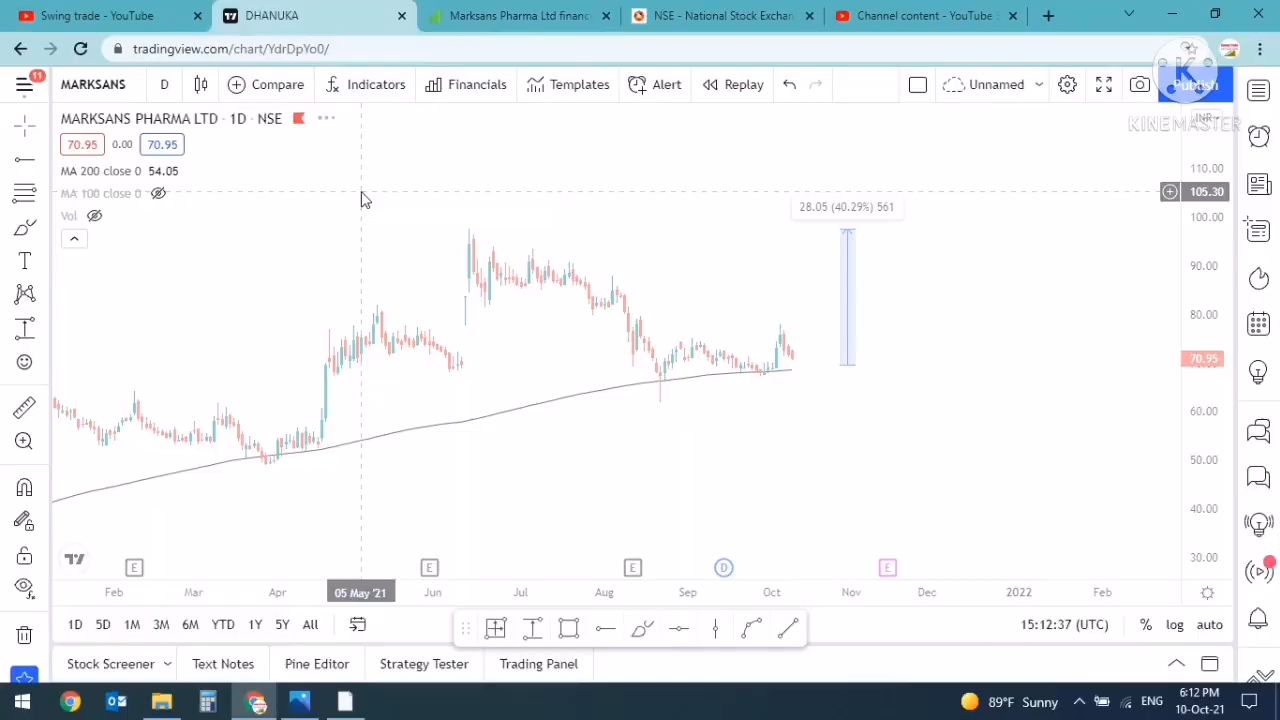 Swing trade - YouTube
DHANUKA
Marksans Pharma Ltd financ
NSE - National Stock Exchan
Channel content - YouTube S
tradingview.com/chart/YdrDpYo0/
11
MARKSANS
D
Compare
Indicators
Financials
Templates
Alert
Replay
Unnamed
Publish
K
KINEMASTER
INR
MARKSANS PHARMA LTD · 1D · NSE
70.95
0.00
70.95
MA 200 close 0 54.05
MA 100 close 0
Vol
28.05 (40.29%) 561
110.00
105.30
100.00
90.00
80.00
70.95
60.00
50.00
40.00
30.00
E
E
E
D
E
Feb
Mar
Apr
05 May '21
Jun
Jul
Aug
Sep
Oct
Nov
Dec
2022
Feb
1D 5D 1M 3M 6M YTD 1Y 5Y All
15:12:37 (UTC)
%
log
auto
Stock Screener
Text Notes
Pine Editor
Strategy Tester
Trading Panel
89°F Sunny
ENG
6:12 PM
10-Oct-21